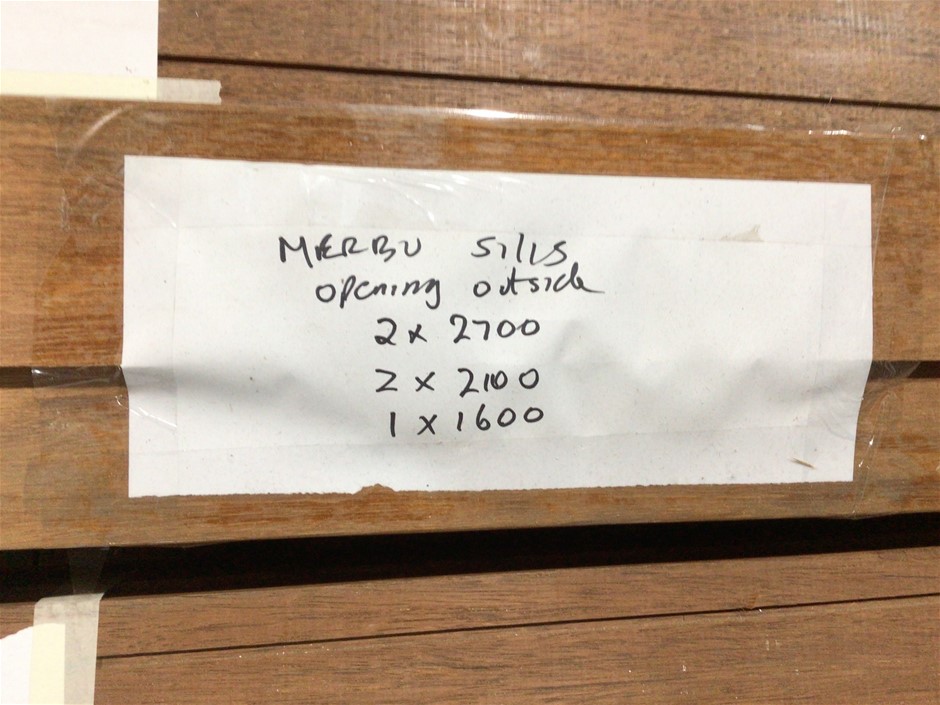 MERBU Sills
opening outside
2 x 2700
2 x 2100
1 x 1600